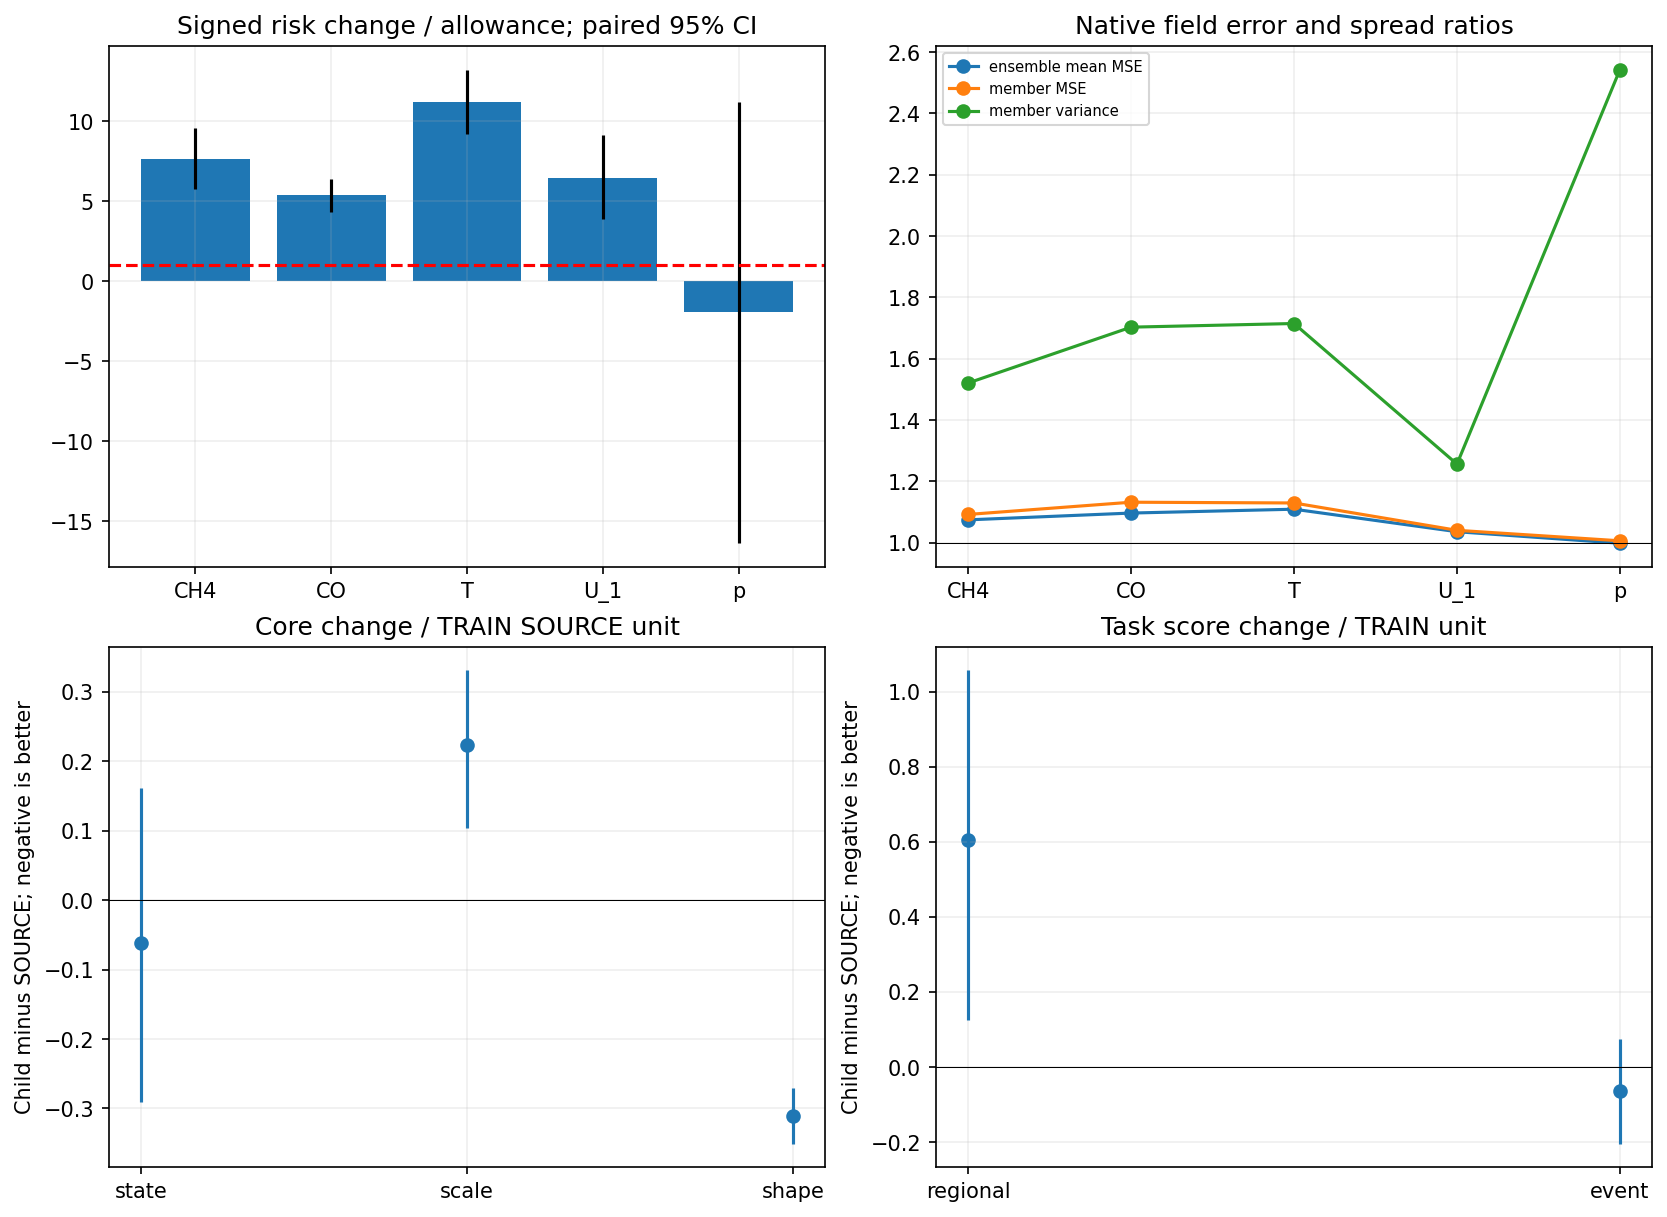 Signed risk change / allowance; paired 95% CI
10
5
0
−5
−10
−15
CH4
CO
T
U_1
p
Native field error and spread ratios
ensemble mean MSE
member MSE
member variance
2.6
2.4
2.2
2.0
1.8
1.6
1.4
1.2
1.0
CH4
CO
T
U_1
p
Core change / TRAIN SOURCE unit
Child minus SOURCE; negative is better
0.3
0.2
0.1
0.0
−0.1
−0.2
−0.3
state
scale
shape
Task score change / TRAIN unit
Child minus SOURCE; negative is better
1.0
0.8
0.6
0.4
0.2
0.0
−0.2
regional
event